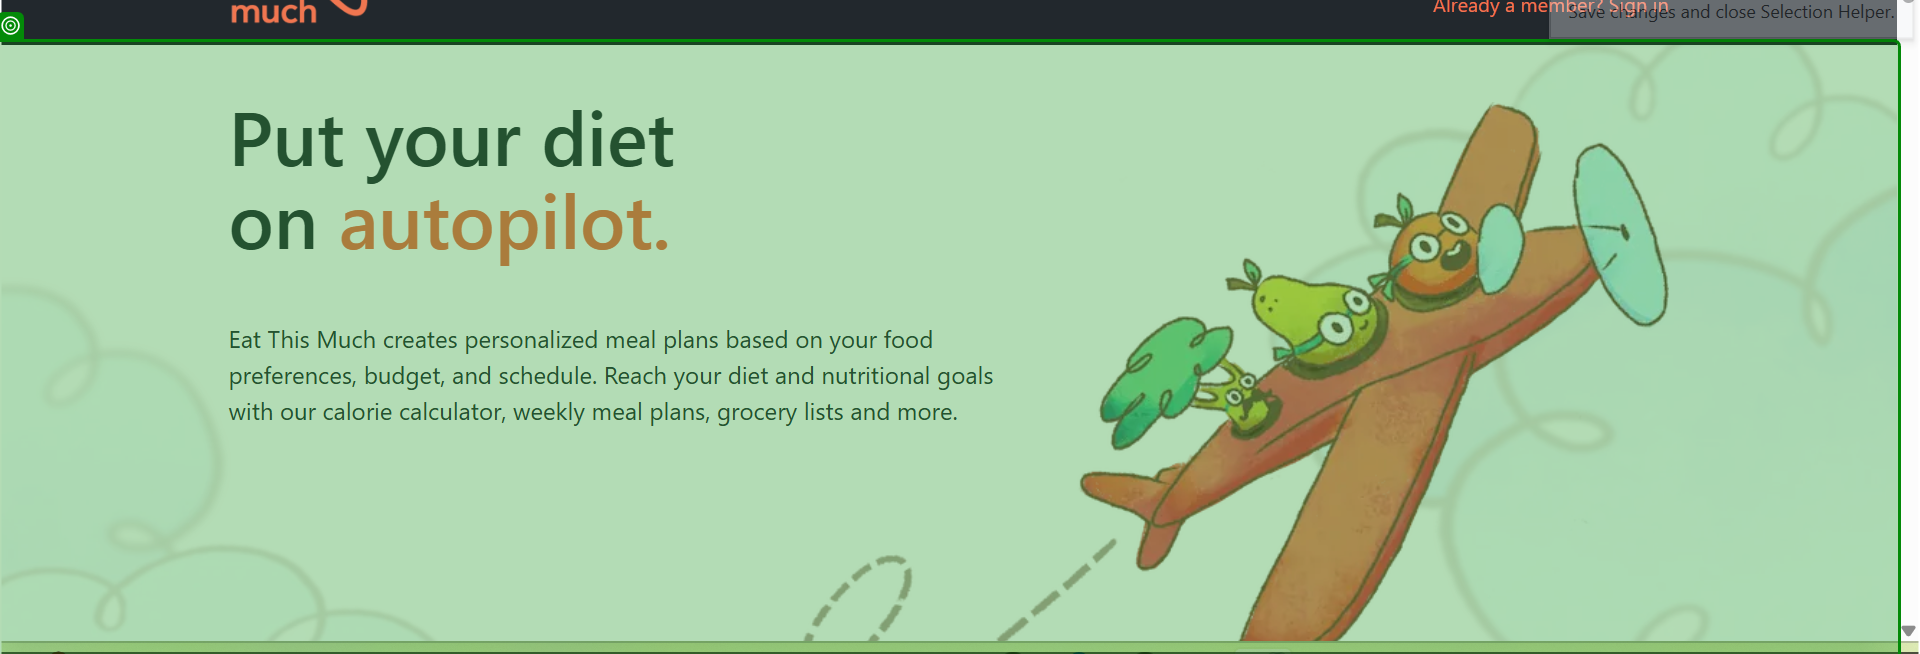 much
Already a member? Sign in
Save changes and close Selection Helper.
Put your diet
on autopilot.
Eat This Much creates personalized meal plans based on your food
preferences, budget, and schedule. Reach your diet and nutritional goals
with our calorie calculator, weekly meal plans, grocery lists and more.